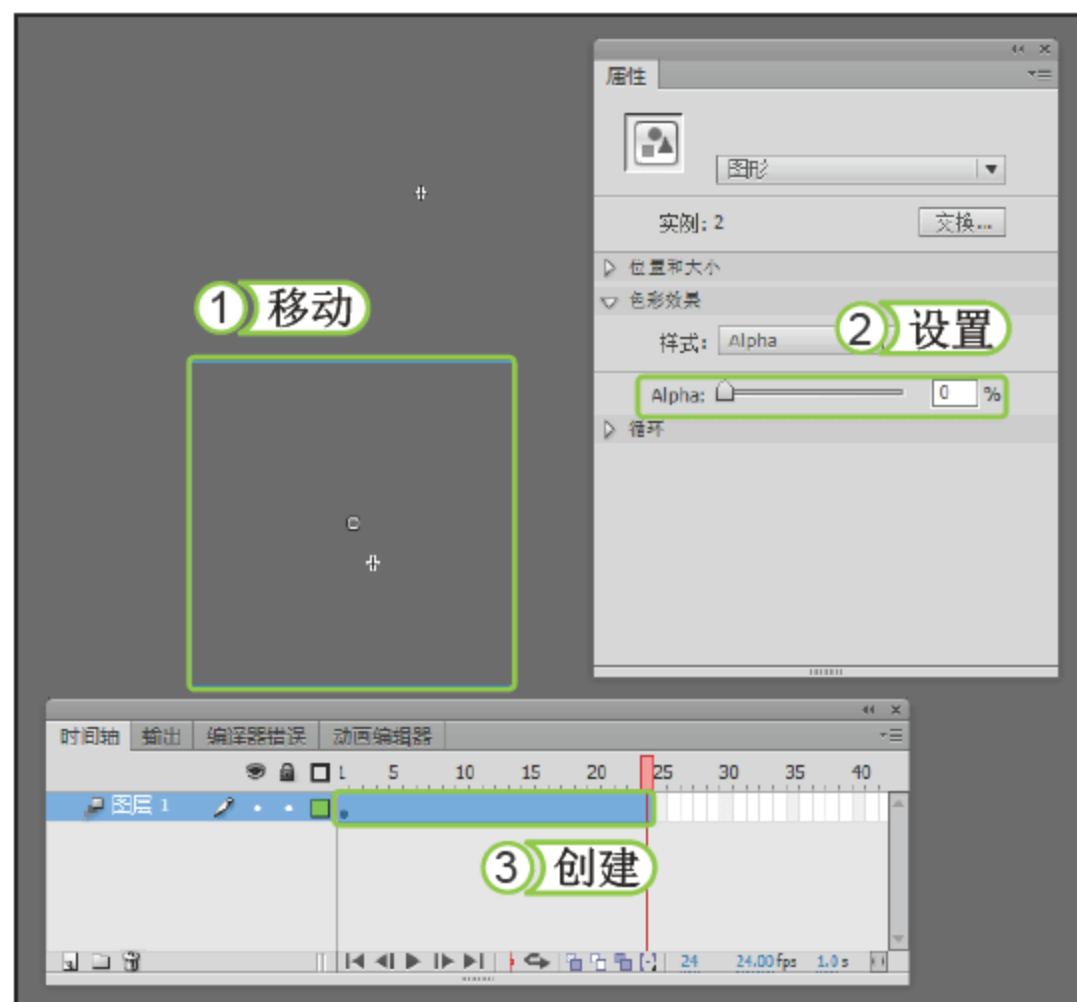 属性
图形
实例: 2
交换...
位置和大小
① 移动
色彩效果
样式: Alpha
② 设置
Alpha: 0 %
循环
时间轴 输出 编译器错误 动画编辑器
1 5 10 15 20 25 30 35 40
图层 1
③ 创建
24 24.00 fps 1.0 s